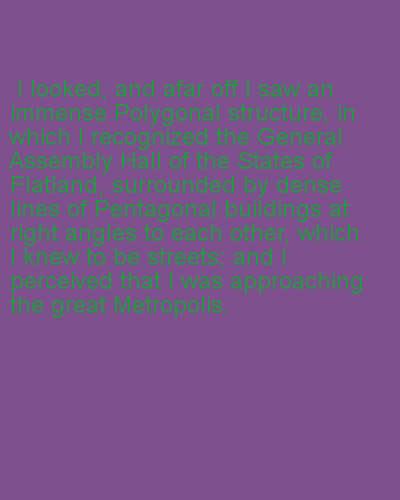 I looked, and afar off I saw an
immense Polygonal structure, in
which I recognized the General
Assembly Hall of the States of
Flatland, surrounded by dense
lines of Pentagonal buildings at
right angles to each other, which
I knew to be streets; and I
perceived that I was approaching
the great Metropolis.